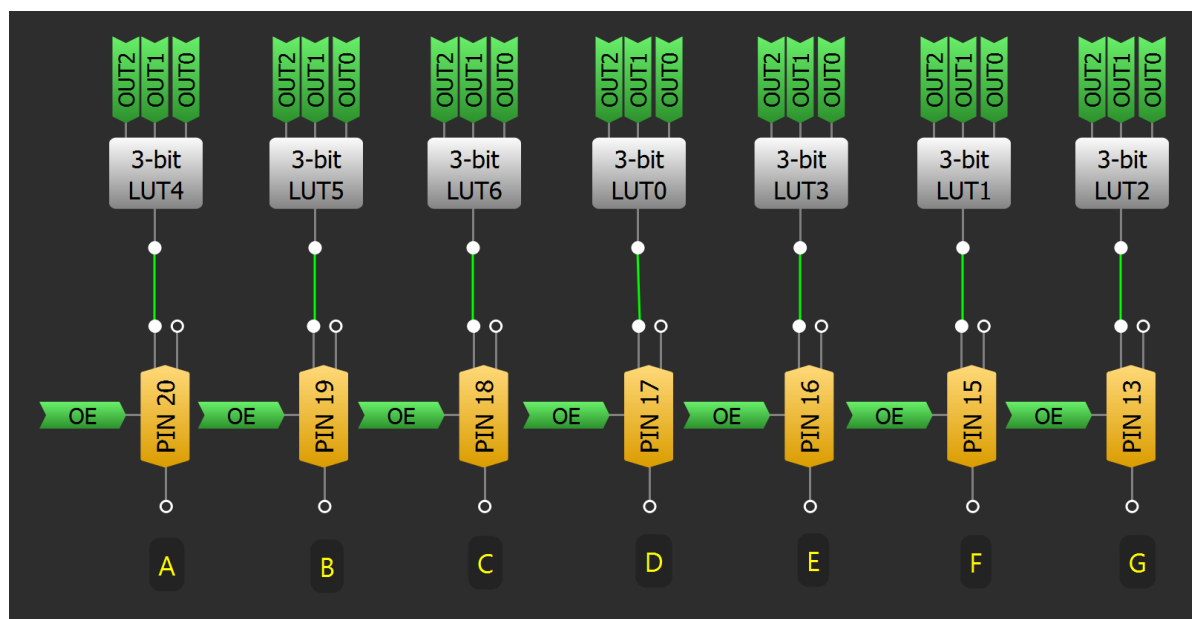 OUT2 OUT1 OUT0 OUT2 OUT1 OUT0 OUT2 OUT1 OUT0 OUT2 OUT1 OUT0 OUT2 OUT1 OUT0 OUT2 OUT1 OUT0 OUT2 OUT1 OUT0
3-bit 3-bit 3-bit 3-bit 3-bit 3-bit 3-bit
LUT4 LUT5 LUT6 LUT0 LUT3 LUT1 LUT2
OE PIN 20 OE PIN 19 OE PIN 18 OE PIN 17 OE PIN 16 OE PIN 15 OE PIN 13
A B C D E F G